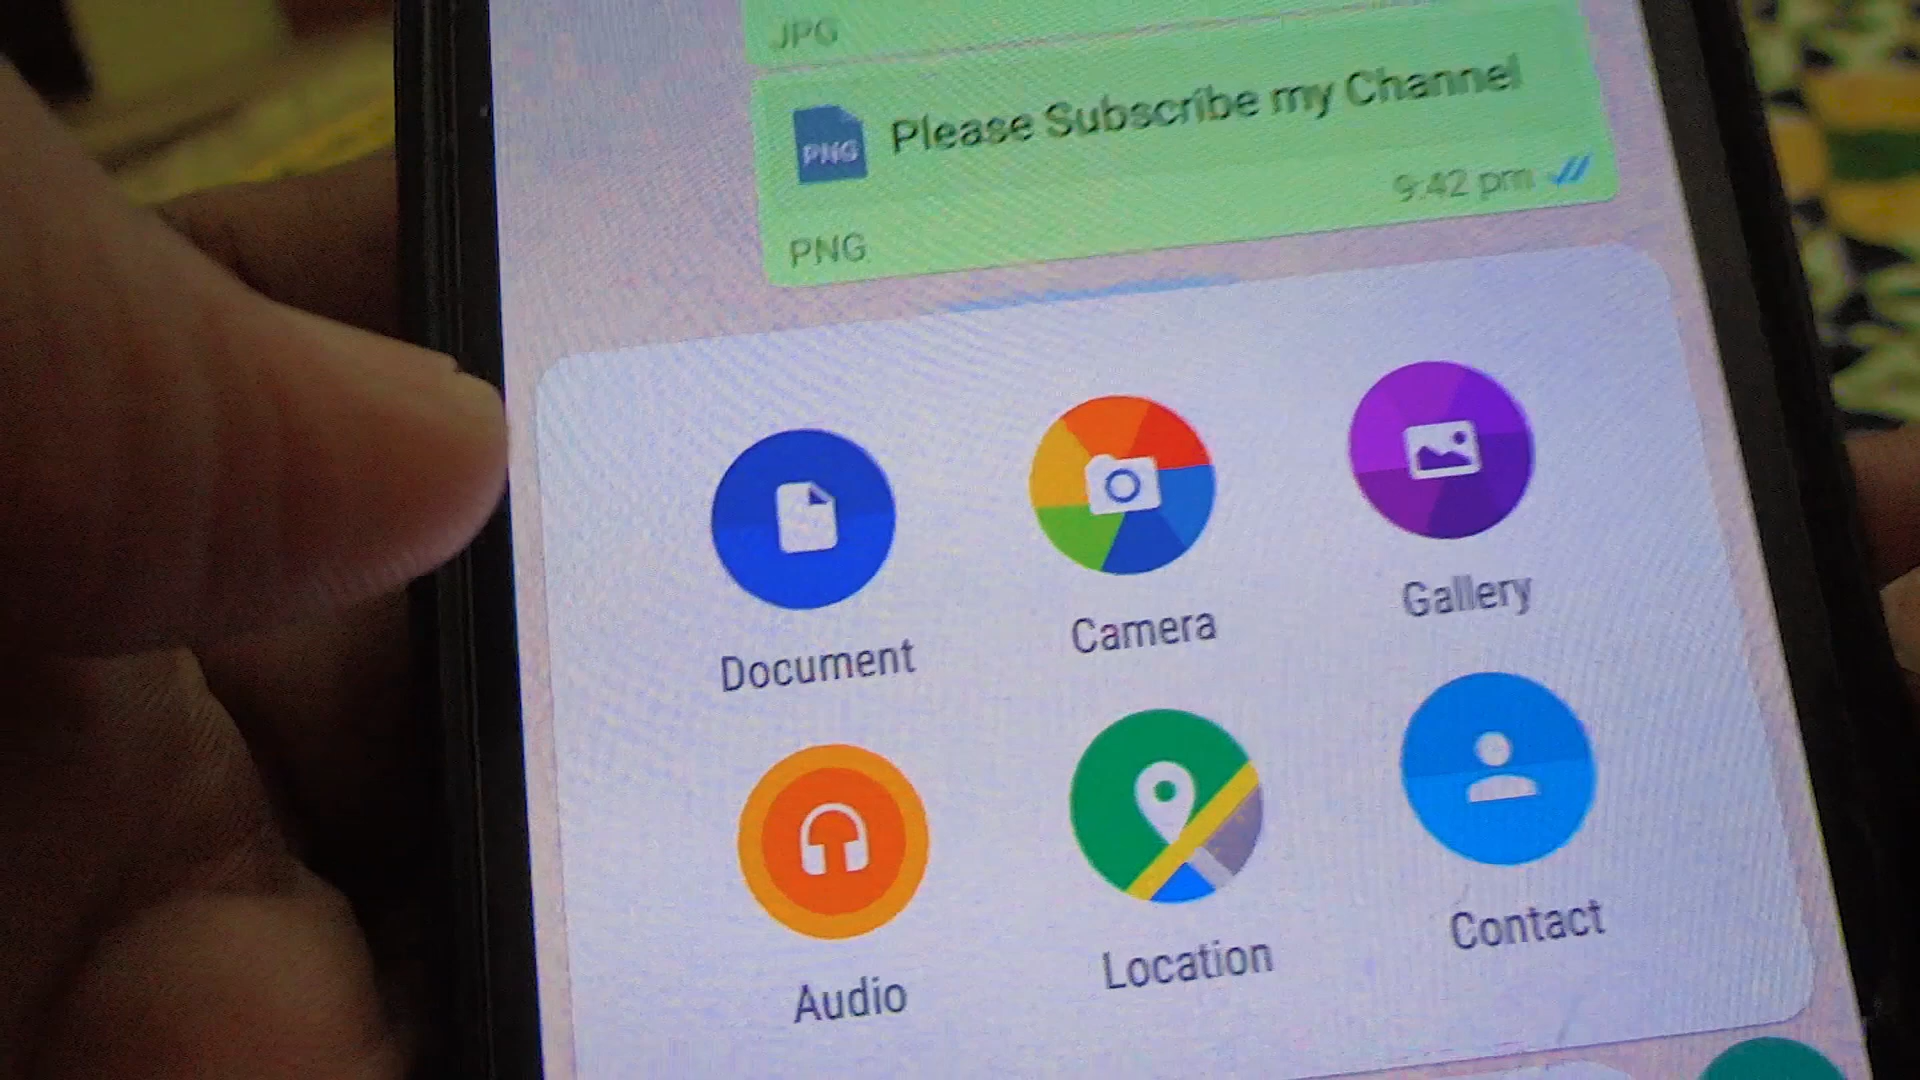 JPG
PNG
Please Subscribe my Channel
9:42 pm
PNG
Document
Camera
Gallery
Audio
Location
Contact